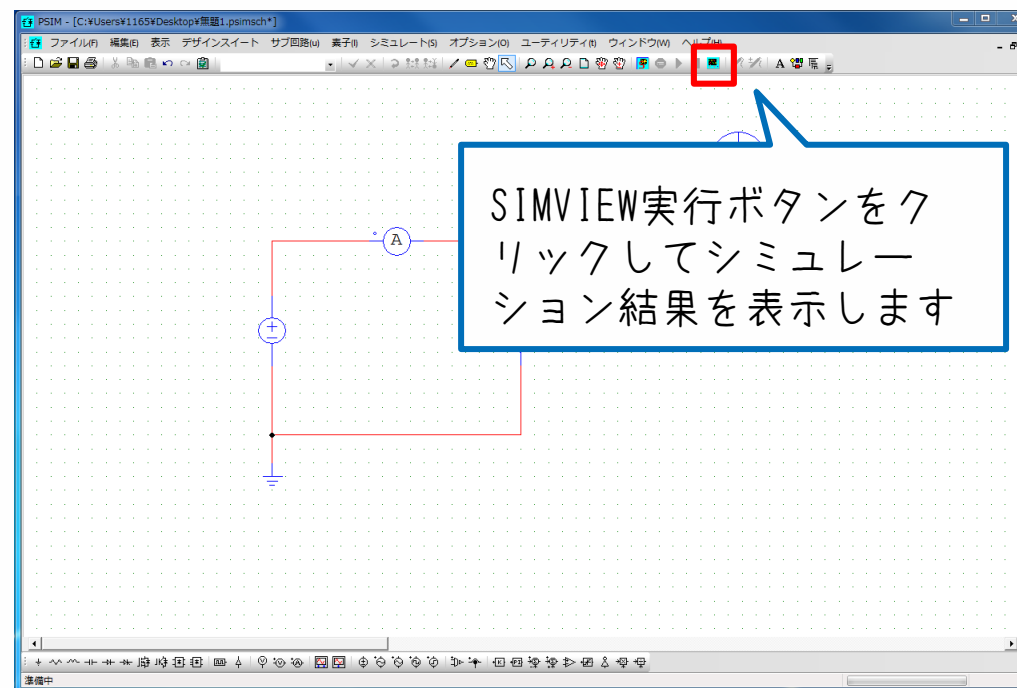 PSIM - [C:¥Users¥1165¥Desktop¥無題1.psimsch*]
ファイル(F) 編集(E) 表示 デザインスイート サブ回路(u) 素子(l) シミュレート(S) オプション(O) ユーティリティ(t) ウィンドウ(W) ヘルプ(H)
A
SIMVIEW実行ボタンをク
リックしてシミュレー
ション結果を表示します
A
準備中